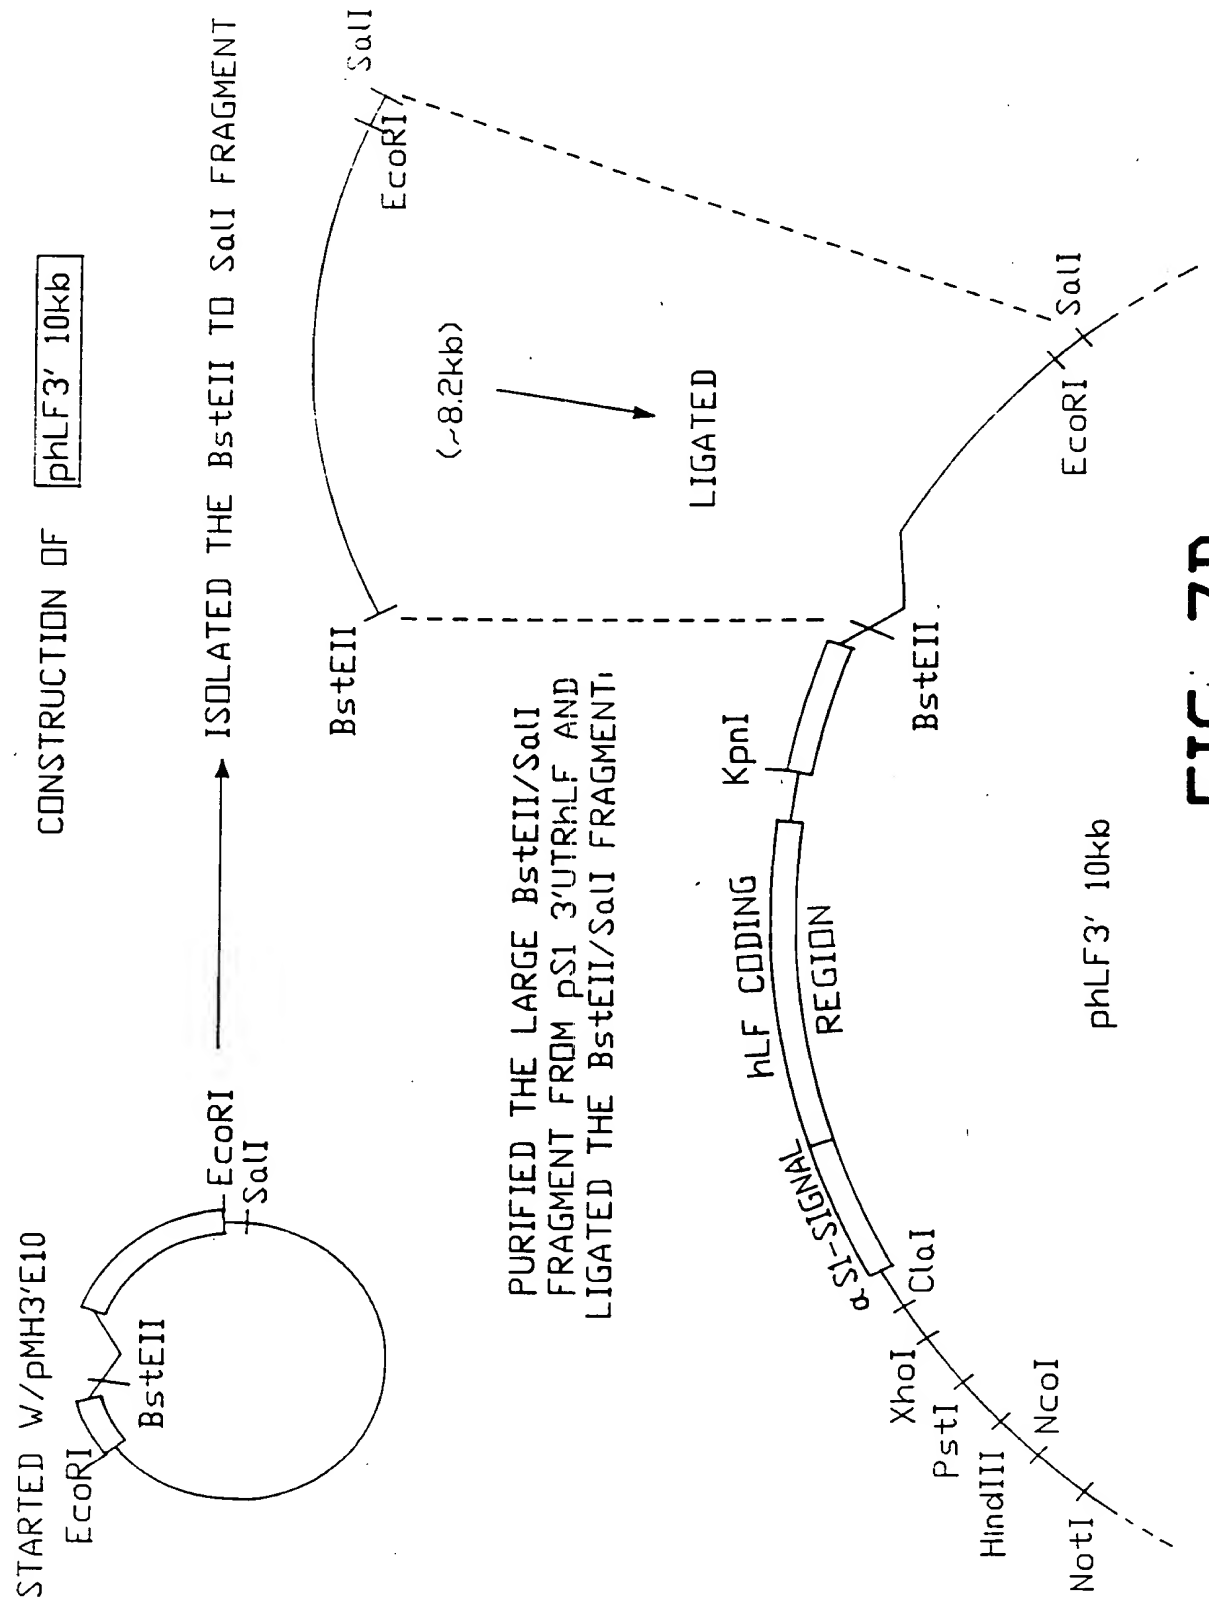 CONSTRUCTION OF phLF3' 10kb
STARTED W/pMH3'E10
EcoRI
BstEII
EcoRI
SalI
ISOLATED THE BstEII TO SalI FRAGMENT
BstEII
EcoRI
SalI
(~8.2kb)
LIGATED
PURIFIED THE LARGE BstEII/SalI
FRAGMENT FROM pS1 3'UTRhLF AND
LIGATED THE BstEII/SalI FRAGMENT:
NotI
HindIII
NcoI
PstI
XhoI
ClaI
α S1-SIGNAL
hLF CODING
REGION
KpnI
BstEII
EcoRI
SalI
phLF3' 10kb